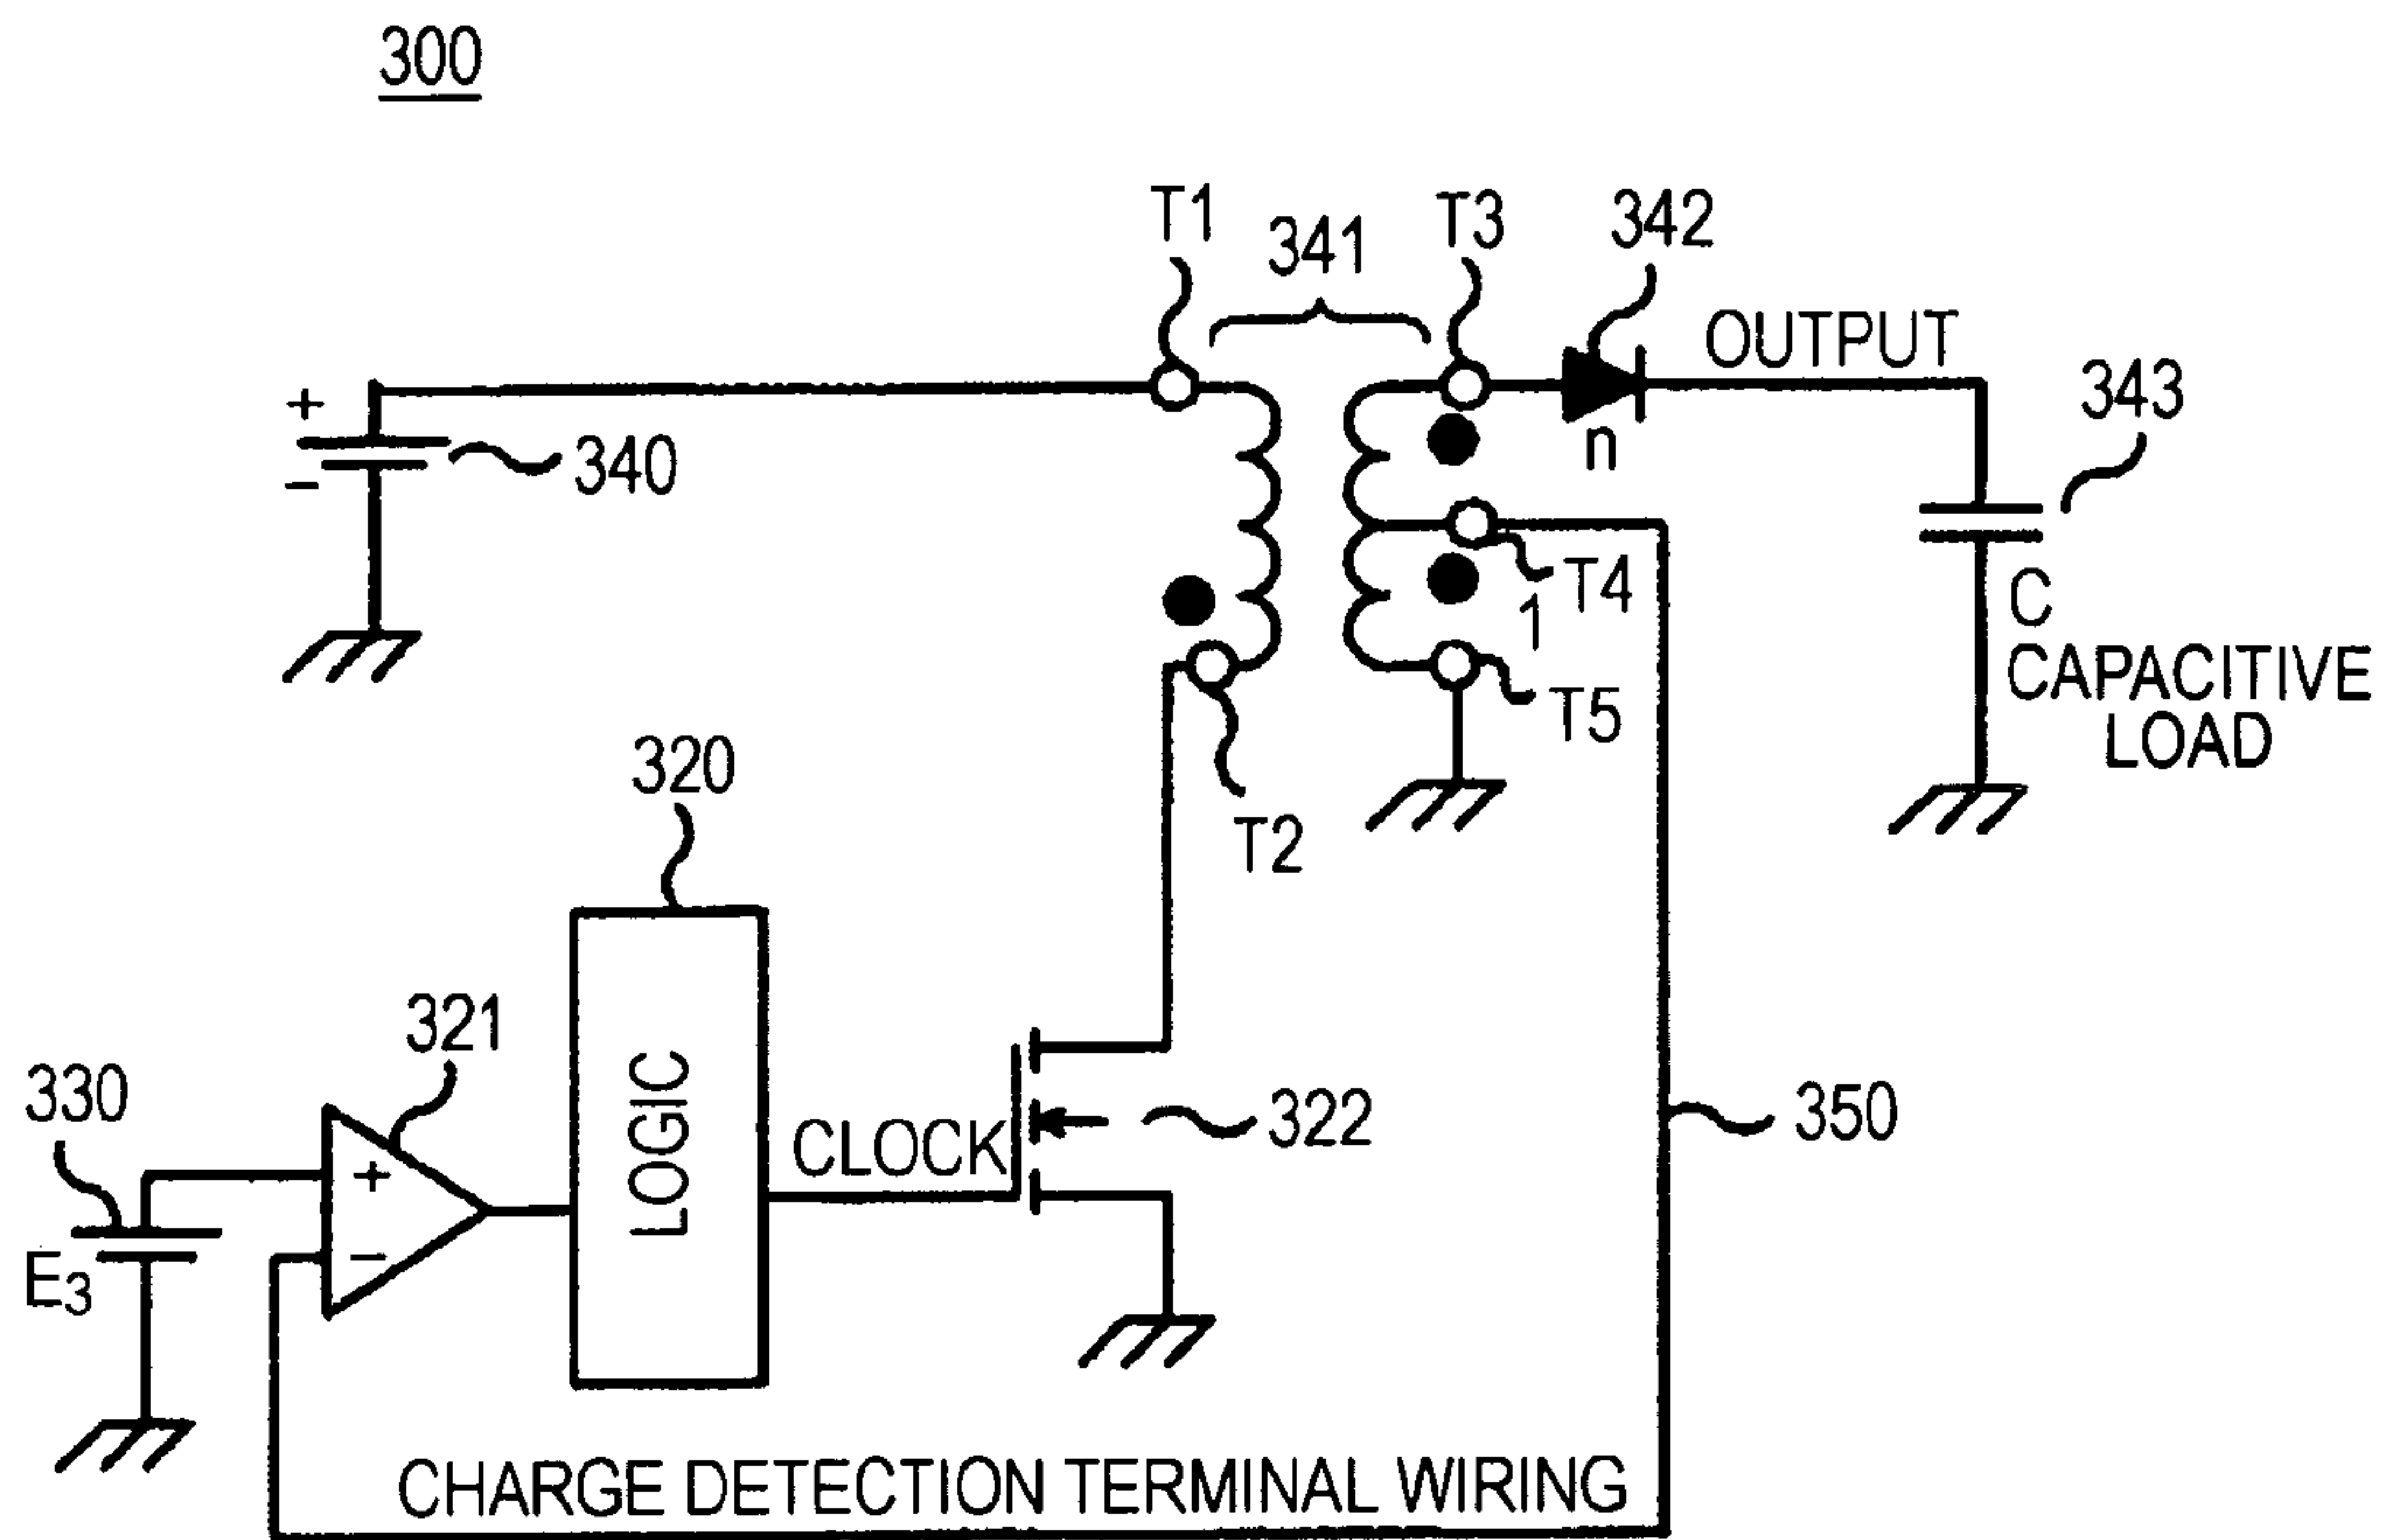 300
T1
341
T3
342
OUTPUT
343
+
−
340
n
T4
1
C
CAPACITIVE
LOAD
T5
T2
320
321
330
LOGIC
CLOCK
322
350
+
−
E3
CHARGE DETECTION TERMINAL WIRING